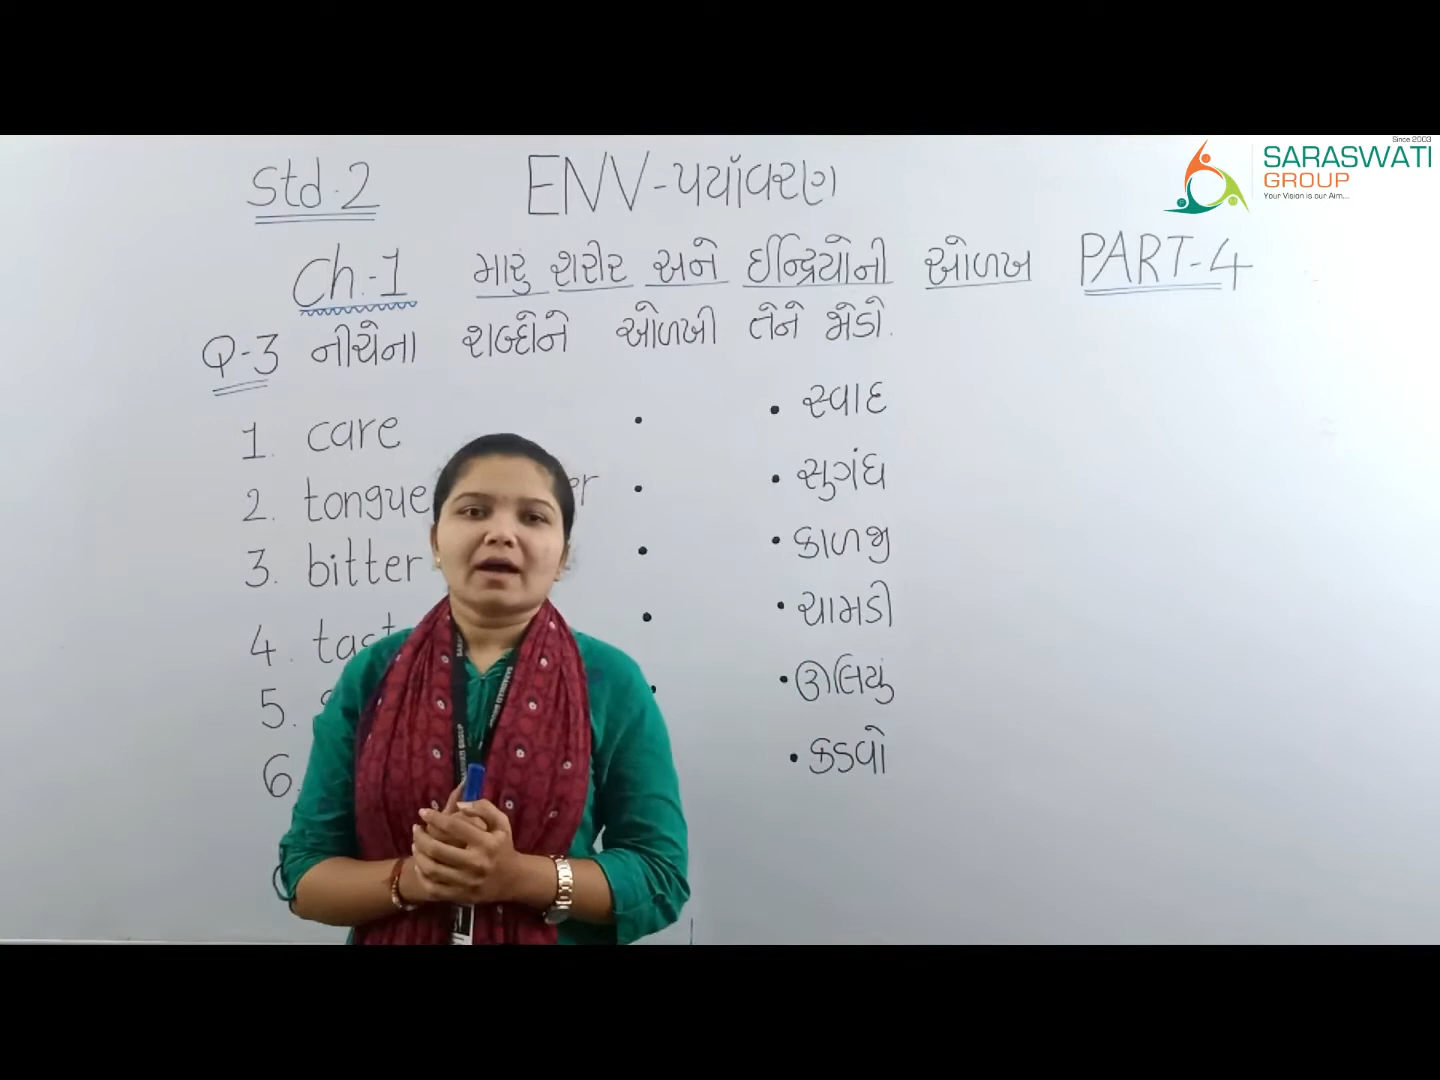 Since 2003
SARASWATI
GROUP
Your Vision is our Aim...
Std.2 ENV-પર્યાવરણ
Ch.-1 મારું શરીર અને ઈન્દ્રિયોની ઓળખ PART-4
Q-3 નીચેના શબ્દોને ઓળખી તેને જોડો.
1. care • • સ્વાદ
2. tongue • • સુગંધ
3. bitter • • કાળજી
4. • • ચામડી
5. • • ઊલિયું
6. • કડવો